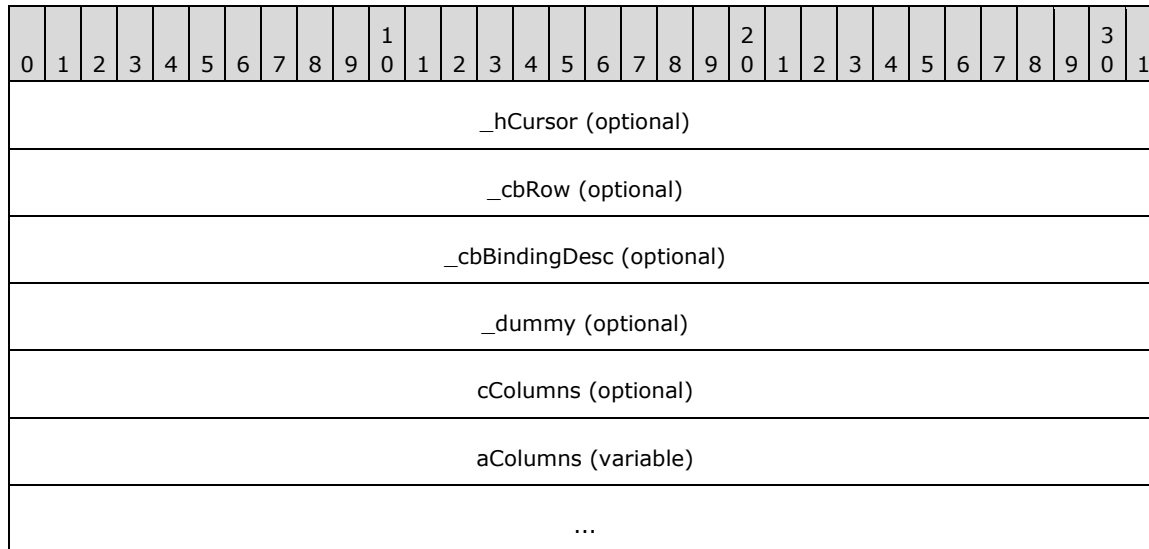 1 2 3
0 1 2 3 4 5 6 7 8 9 0 1 2 3 4 5 6 7 8 9 0 1 2 3 4 5 6 7 8 9 0 1
_hCursor (optional)
_cbRow (optional)
_cbBindingDesc (optional)
_dummy (optional)
cColumns (optional)
aColumns (variable)
...